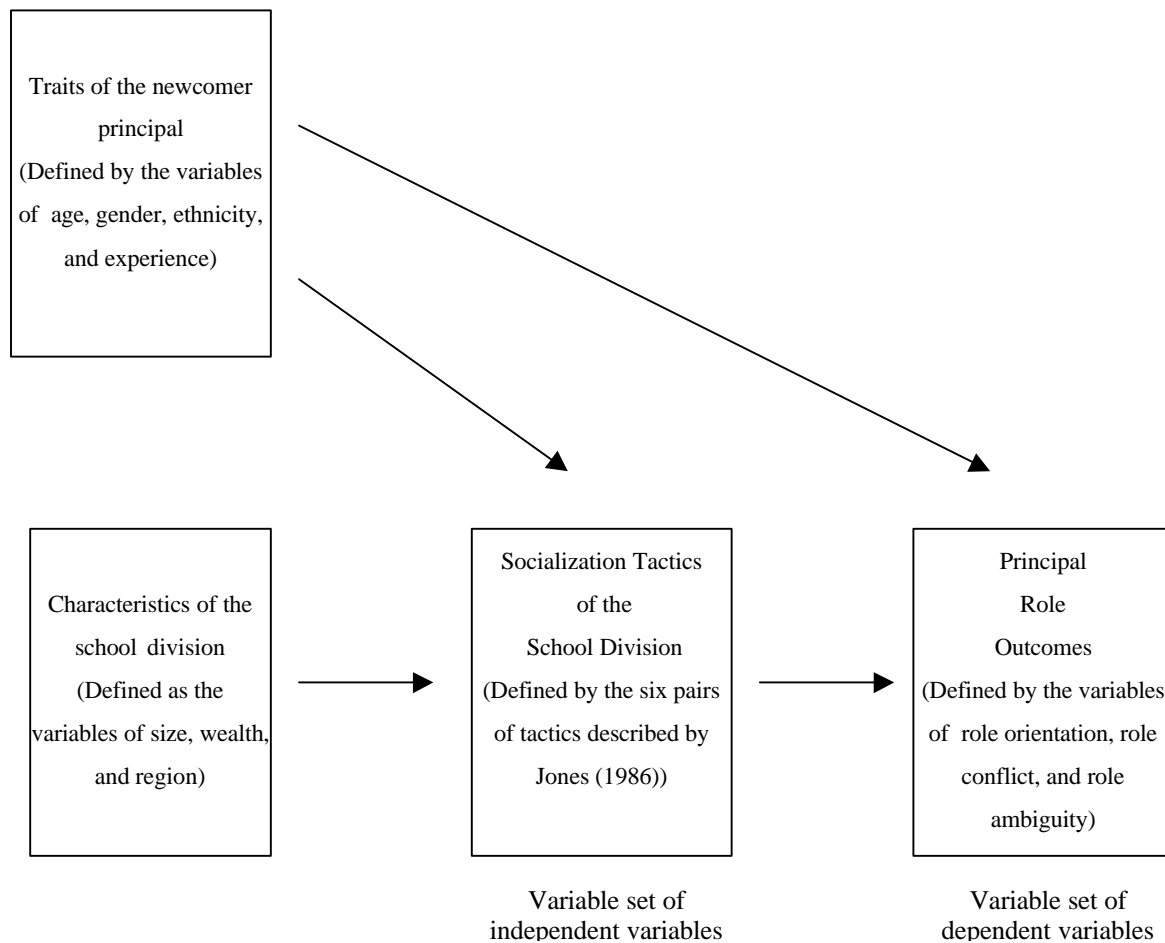 Traits of the newcomer
principal
(Defined by the variables
of age, gender, ethnicity,
and experience)
Characteristics of the
school division
(Defined as the
variables of size, wealth,
and region)
Socialization Tactics
of the
School Division
(Defined by the six pairs
of tactics described by
Jones (1986))
Principal
Role
Outcomes
(Defined by the variables
of role orientation, role
conflict, and role
ambiguity)
Variable set of
independent variables
Variable set of
dependent variables